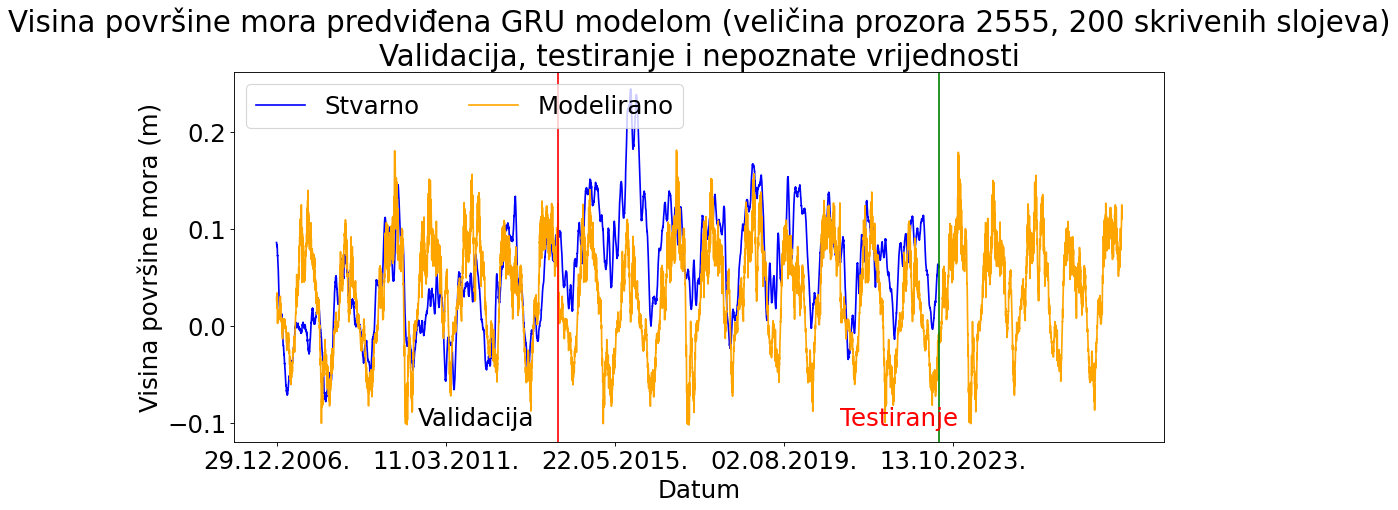 Visina površine mora predviđena GRU modelom (veličina prozora 2555, 200 skrivenih slojeva)
Validacija, testiranje i nepoznate vrijednosti
Stvarno
Modelirano
Visina površine mora (m)
0.2
0.1
0.0
−0.1
Validacija
Testiranje
29.12.2006.
11.03.2011.
22.05.2015.
02.08.2019.
13.10.2023.
Datum